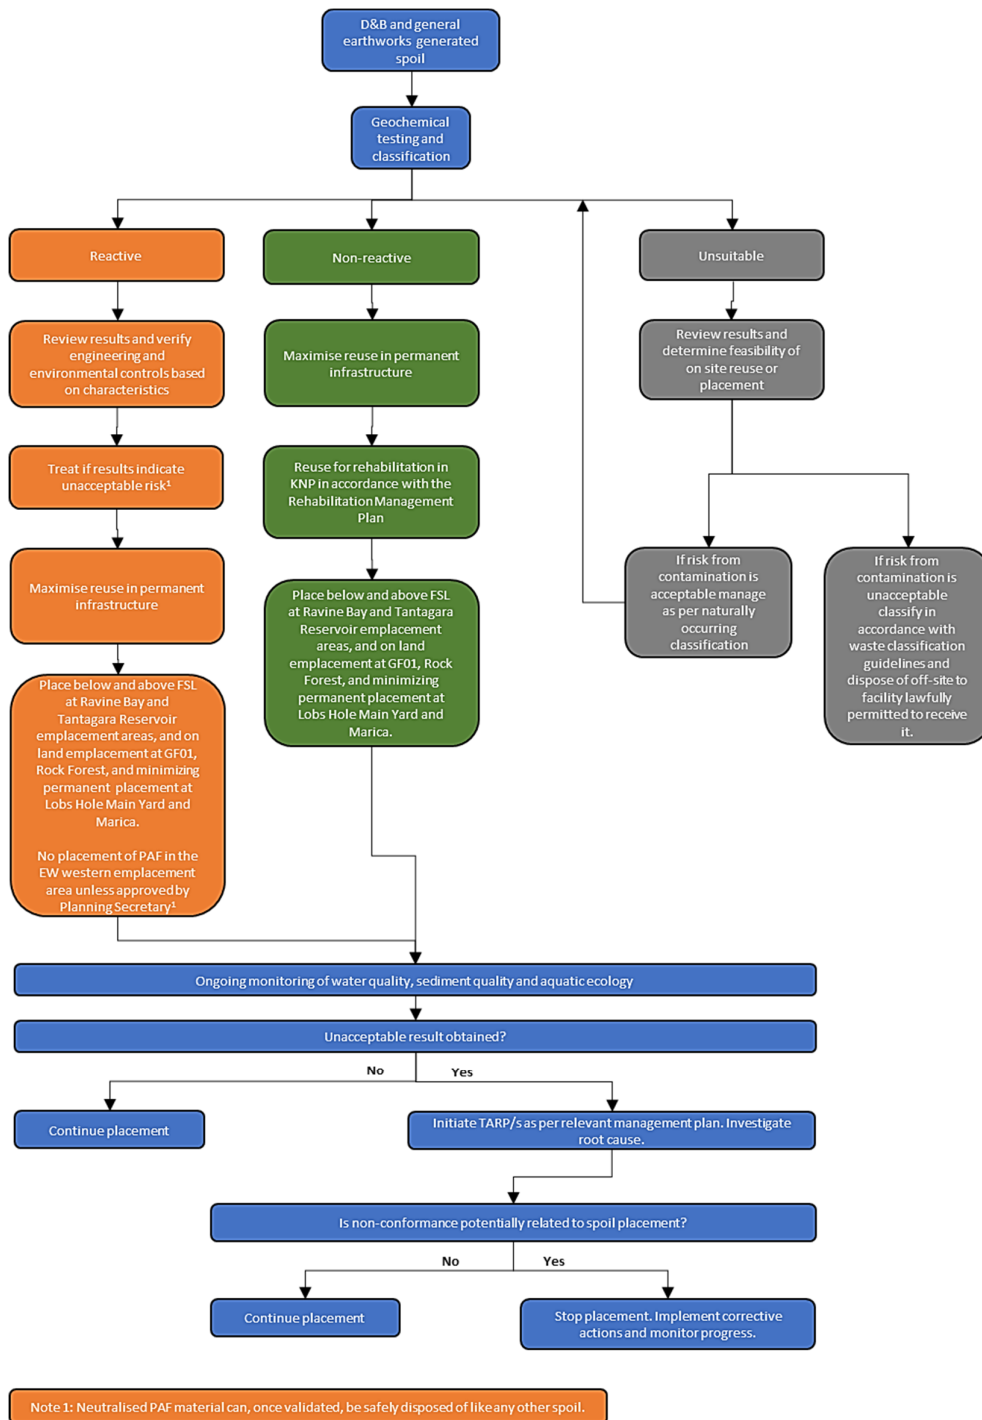 D&B and general
earthworks generated
spoil
Geochemical
testing and
classification
Reactive
Non-reactive
Unsuitable
Review results and verify
engineering and
environmental controls based
on characteristics
Maximise reuse in permanent
infrastructure
Review results and
determine feasibility of
on site reuse or
placement
Treat if results indicate
unacceptable risk¹
Reuse for rehabilitation in
KNP in accordance with the
Rehabilitation Management
Plan
Maximise reuse in permanent
infrastructure
If risk from
contamination is
acceptable manage
as per naturally
occurring
classification
If risk from
contamination is
unacceptable classify in
accordance with
waste classification
guidelines and
dispose of off-site to
facility lawfully
permitted to receive
it.
Place below and above FSL
at Ravine Bay and Tantagara
Reservoir emplacement
areas, and on land
emplacement at GF01, Rock
Forest, and minimizing
permanent placement at
Lobs Hole Main Yard and
Marica.
Place below and above FSL
at Ravine Bay and
Tantagara Reservoir
emplacement areas, and on
land emplacement at GF01,
Rock Forest, and minimizing
permanent placement at
Lobs Hole Main Yard and
Marica.
No placement of PAF in the
EW western emplacement
area unless approved by
Planning Secretary¹
Ongoing monitoring of water quality, sediment quality and aquatic ecology
Unacceptable result obtained?
No
Yes
Continue placement
Initiate TARP/s as per relevant management plan. Investigate
root cause.
Is non-conformance potentially related to spoil placement?
No
Yes
Continue placement
Stop placement. Implement corrective
actions and monitor progress.
Note 1: Neutralised PAF material can, once validated, be safely disposed of like any other spoil.